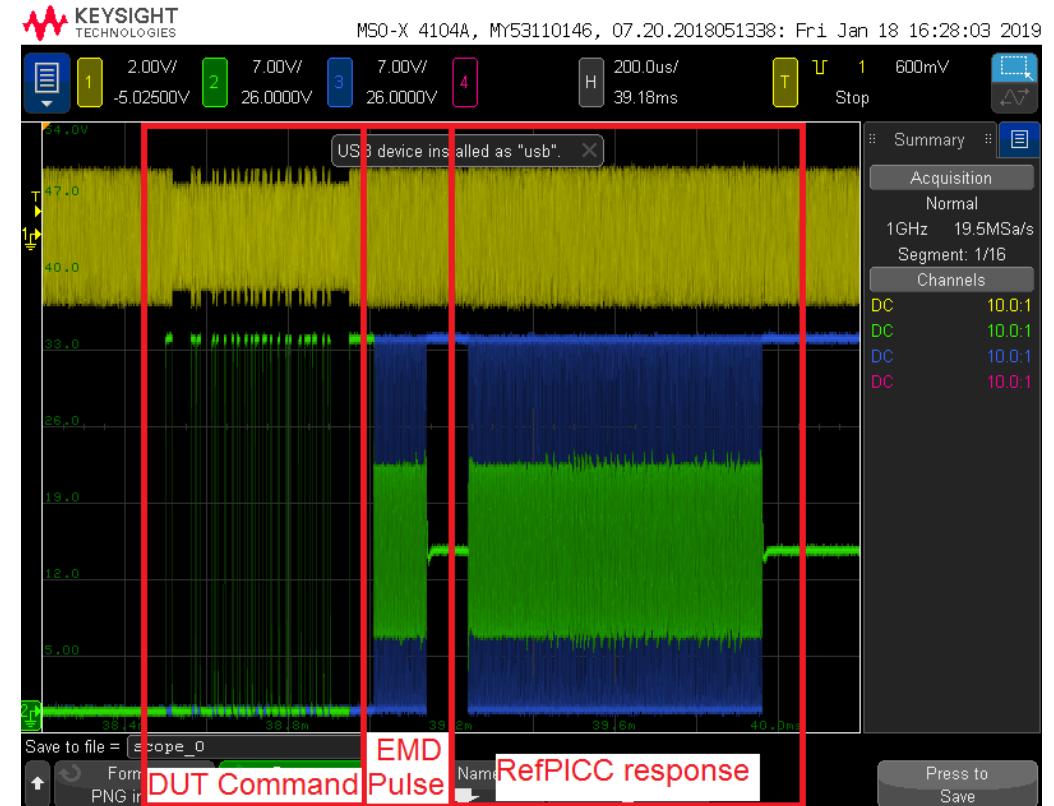 KEYSIGHT
TECHNOLOGIES
MSO-X 4104A, MY53110146, 07.20.2018051338: Fri Jan 18 16:28:03 2019
1 2.00V/ 2 7.00V/ 3 7.00V/ 4 H 200.0us/ T 1 600mV
-5.02500V 26.0000V 26.0000V 39.18ms Stop
54.0V
USB device installed as "usb".
Summary
T
47.0
Acquisition
Normal
1
1GHz 19.5MSa/s
40.0
Segment: 1/16
Channels
DC 10.0:1
DC 10.0:1
33.0
DC 10.0:1
DC 10.0:1
26.0
19.0
12.0
5.00
2
38.8m 39.6m 40.0ms
Save to file = scope_0
EMD
DUT Command Pulse RefPICC response
PNG
Press to
Save